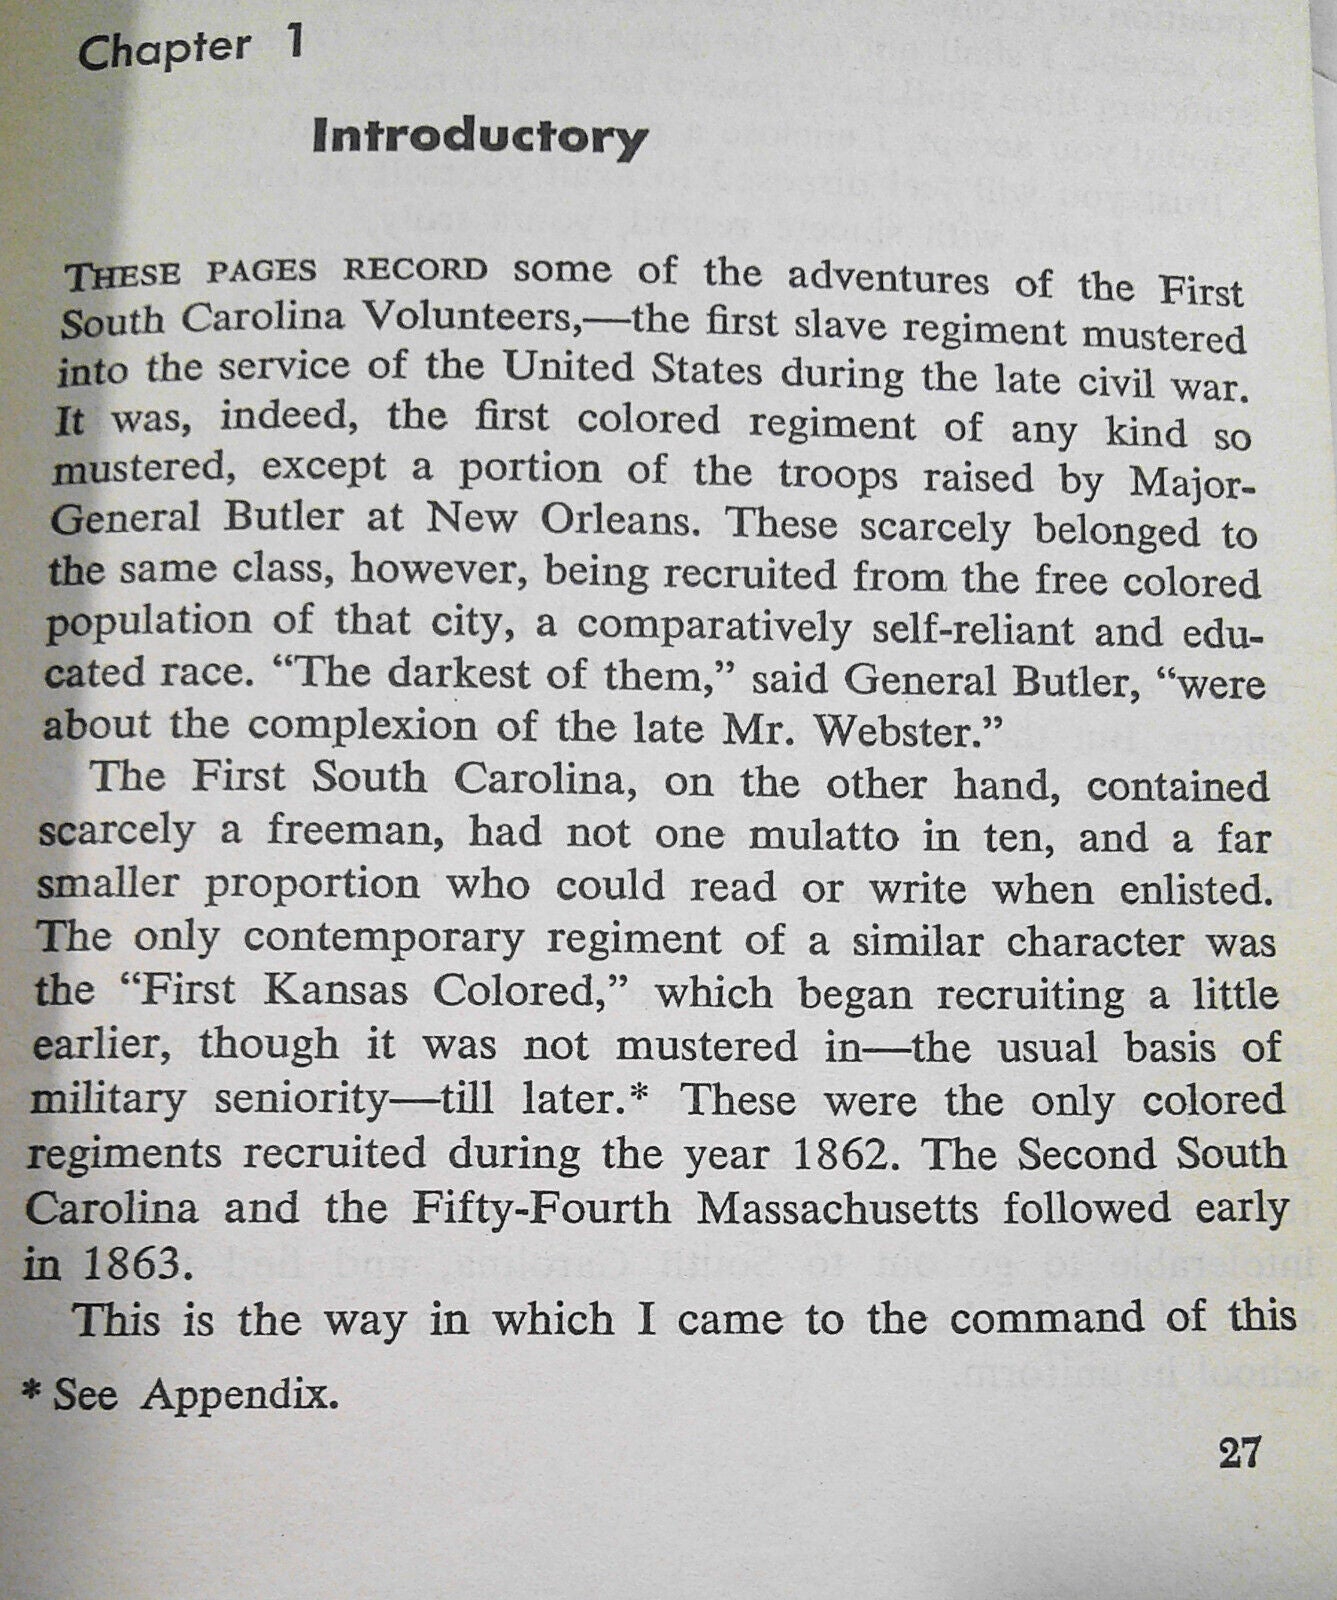 Chapter 1
Introductory
THESE PAGES RECORD some of the adventures of the First
South Carolina Volunteers,—the first slave regiment mustered
into the service of the United States during the late civil war.
It was, indeed, the first colored regiment of any kind so
mustered, except a portion of the troops raised by Major-
General Butler at New Orleans. These scarcely belonged to
the same class, however, being recruited from the free colored
population of that city, a comparatively self-reliant and edu-
cated race. “The darkest of them,” said General Butler, “were
about the complexion of the late Mr. Webster.”
The First South Carolina, on the other hand, contained
scarcely a freeman, had not one mulatto in ten, and a far
smaller proportion who could read or write when enlisted.
The only contemporary regiment of a similar character was
the “First Kansas Colored,” which began recruiting a little
earlier, though it was not mustered in—the usual basis of
military seniority—till later.* These were the only colored
regiments recruited during the year 1862. The Second South
Carolina and the Fifty-Fourth Massachusetts followed early
in 1863.
This is the way in which I came to the command of this
* See Appendix.
27